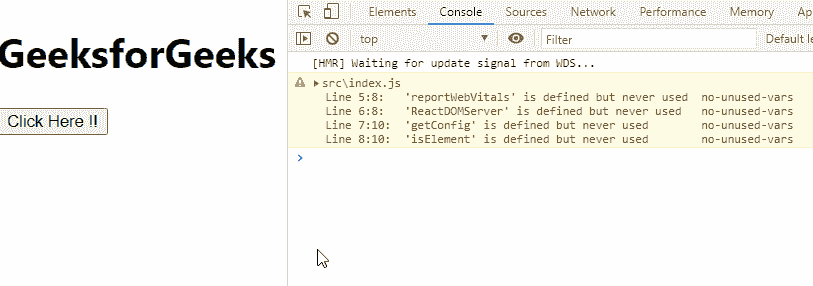 GeeksforGeeks
Click Here !!
Elements Console Sources Network Performance Memory Ap
top Filter Default le
[HMR] Waiting for update signal from WDS...
src\index.js
Line 5:8: 'reportWebVitals' is defined but never used no-unused-vars
Line 6:8: 'ReactDOMServer' is defined but never used no-unused-vars
Line 7:10: 'getConfig' is defined but never used no-unused-vars
Line 8:10: 'isElement' is defined but never used no-unused-vars